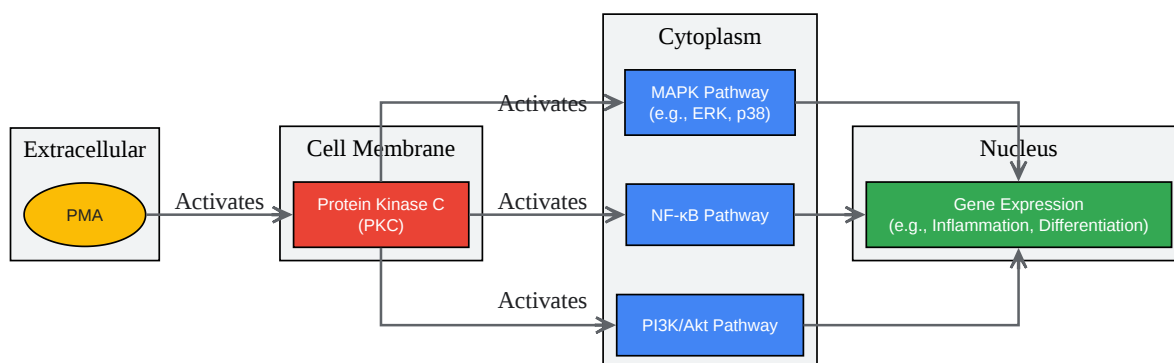 Extracellular
PMA
Activates
Cell Membrane
Protein Kinase C
(PKC)
Activates
Activates
Activates
Cytoplasm
MAPK Pathway
(e.g., ERK, p38)
NF-κB Pathway
PI3K/Akt Pathway
Nucleus
Gene Expression
(e.g., Inflammation, Differentiation)